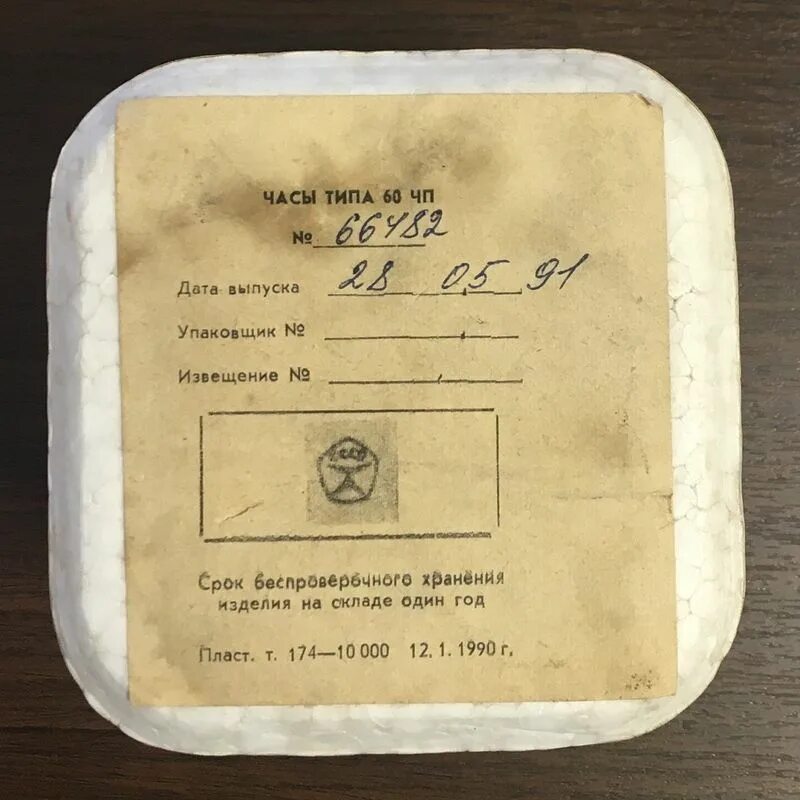 ЧАСЫ ТИПА 60 ЧП
№ 66482
Дата выпуска 28 05 91
Упаковщик №
Извещение №
СССР
Срок беспроверочного хранения
изделия на складе один год
Пласт. т. 174—10 000 12. 1. 1990 г.